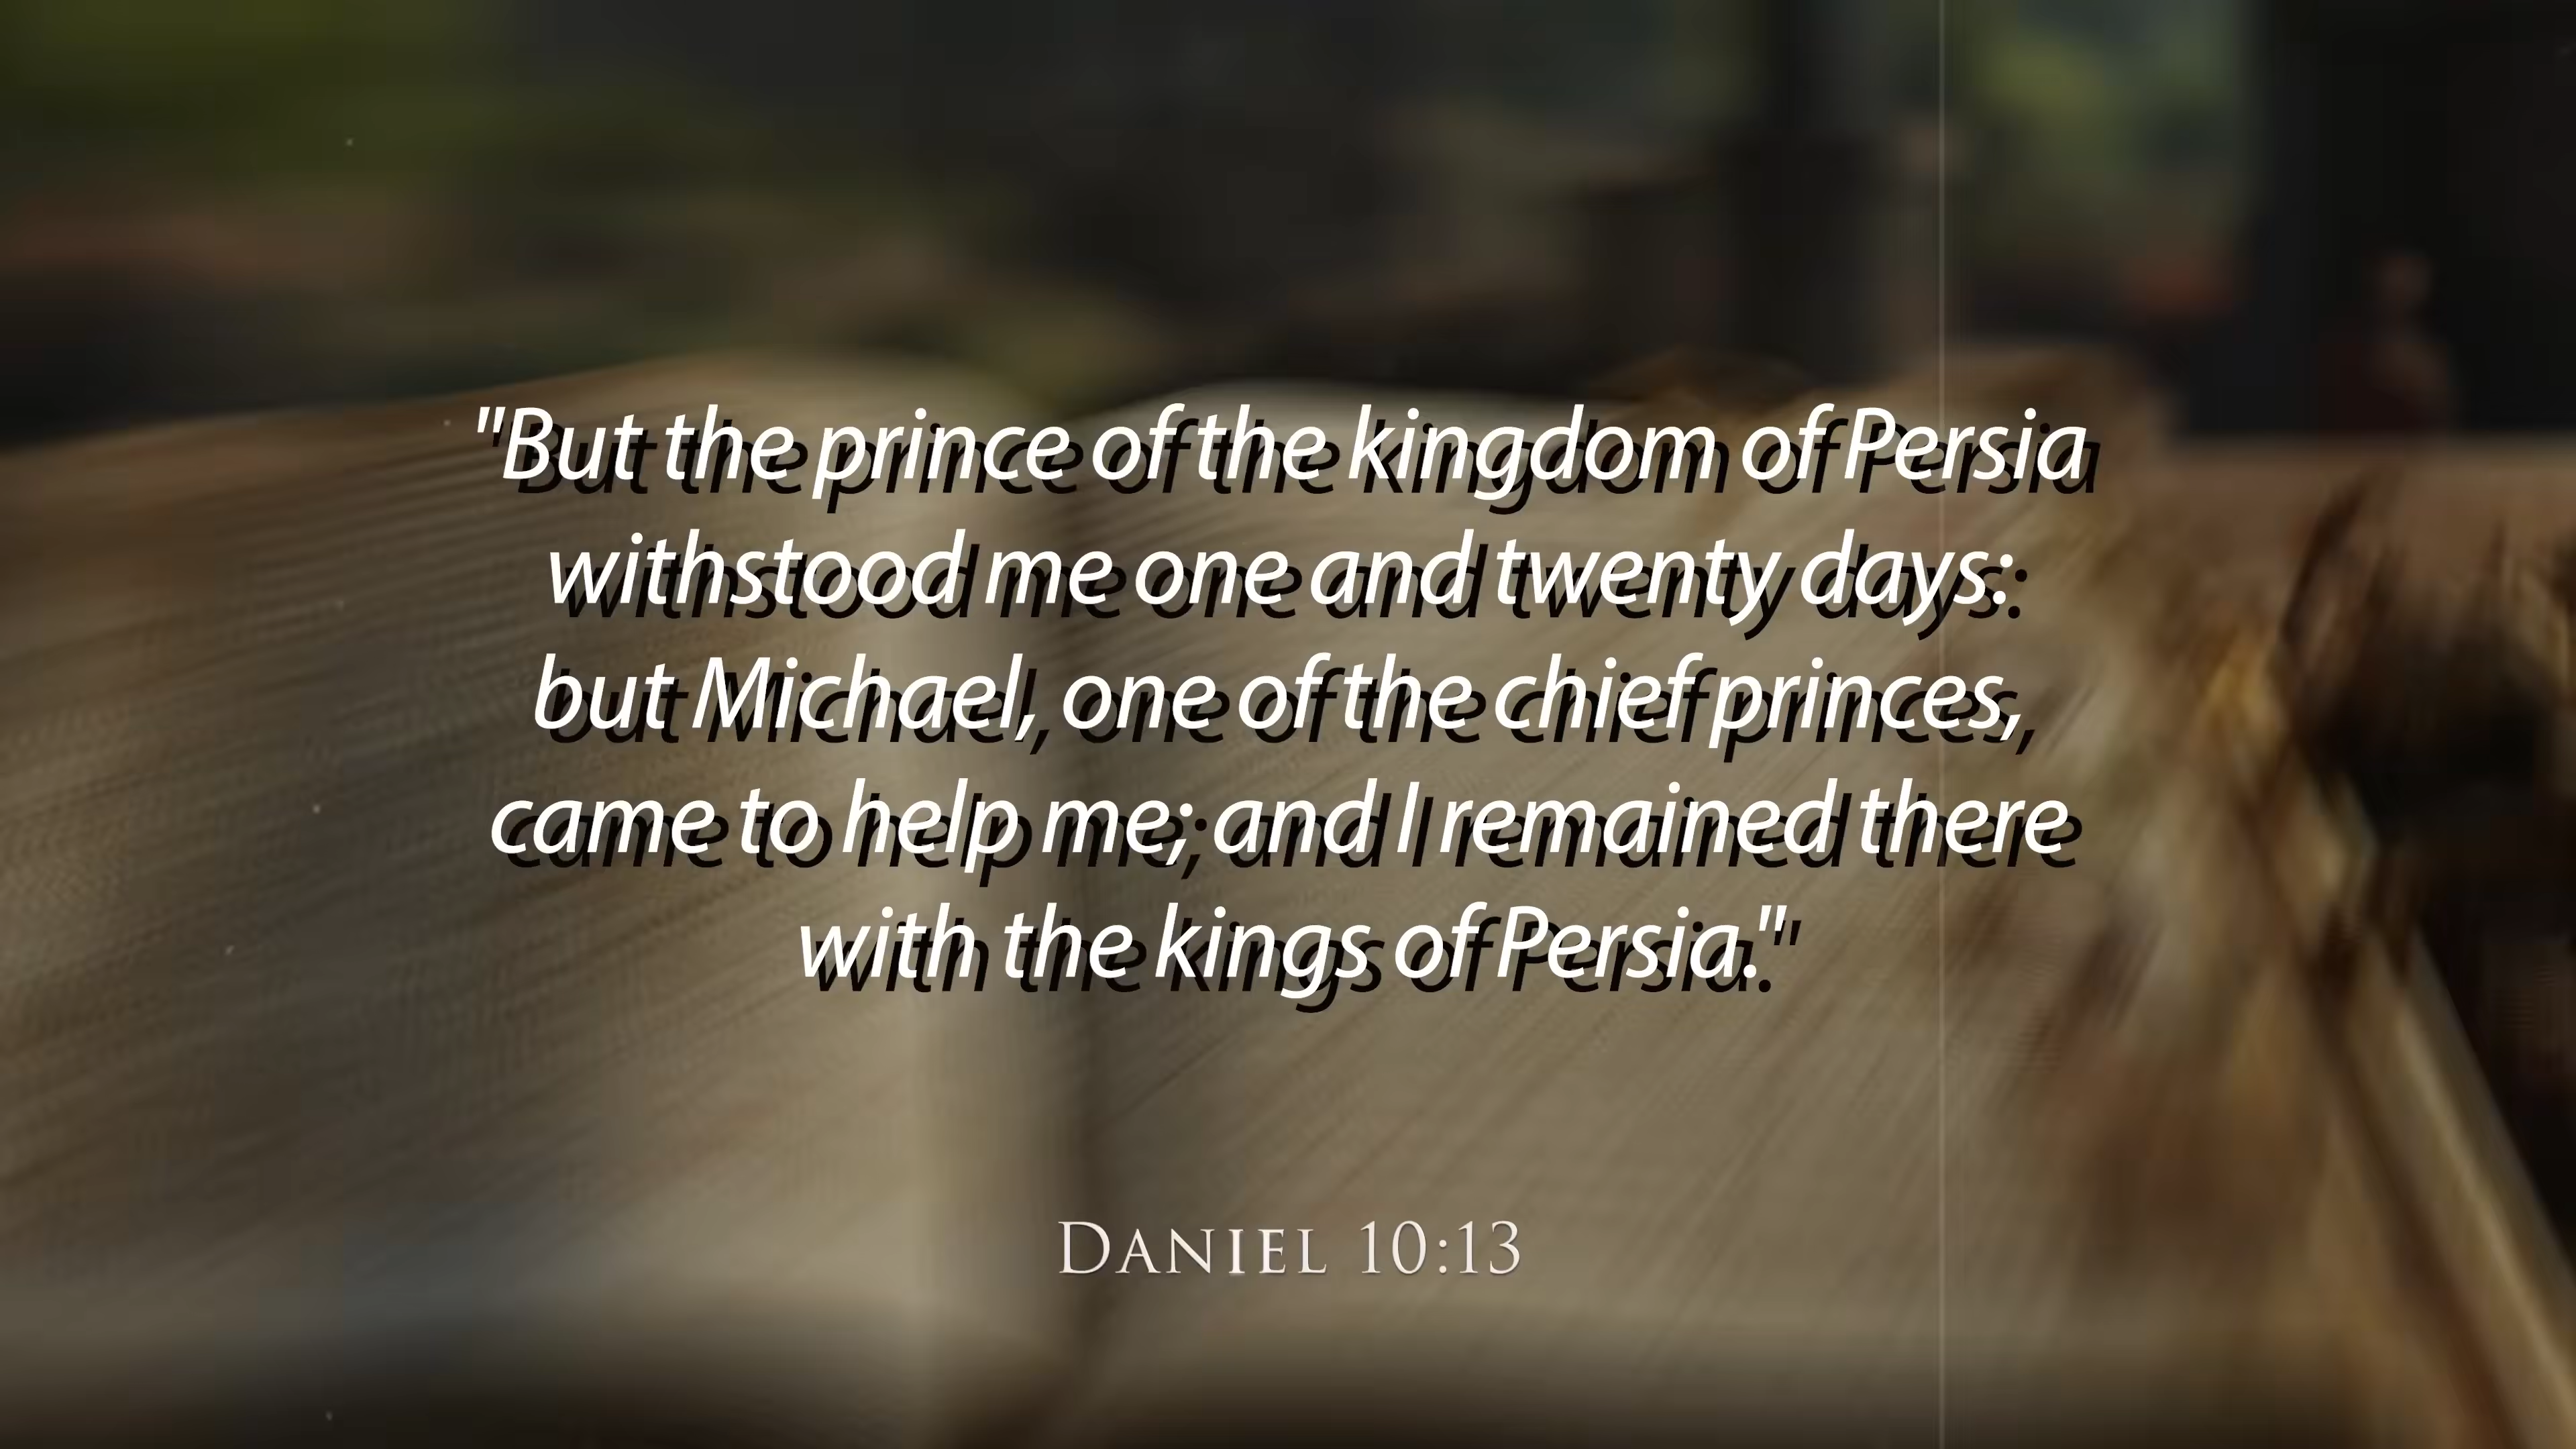 "But the prince of the kingdom of Persia
withstood me one and twenty days:
but Michael, one of the chief princes,
came to help me; and I remained there
with the kings of Persia."
DANIEL 10:13